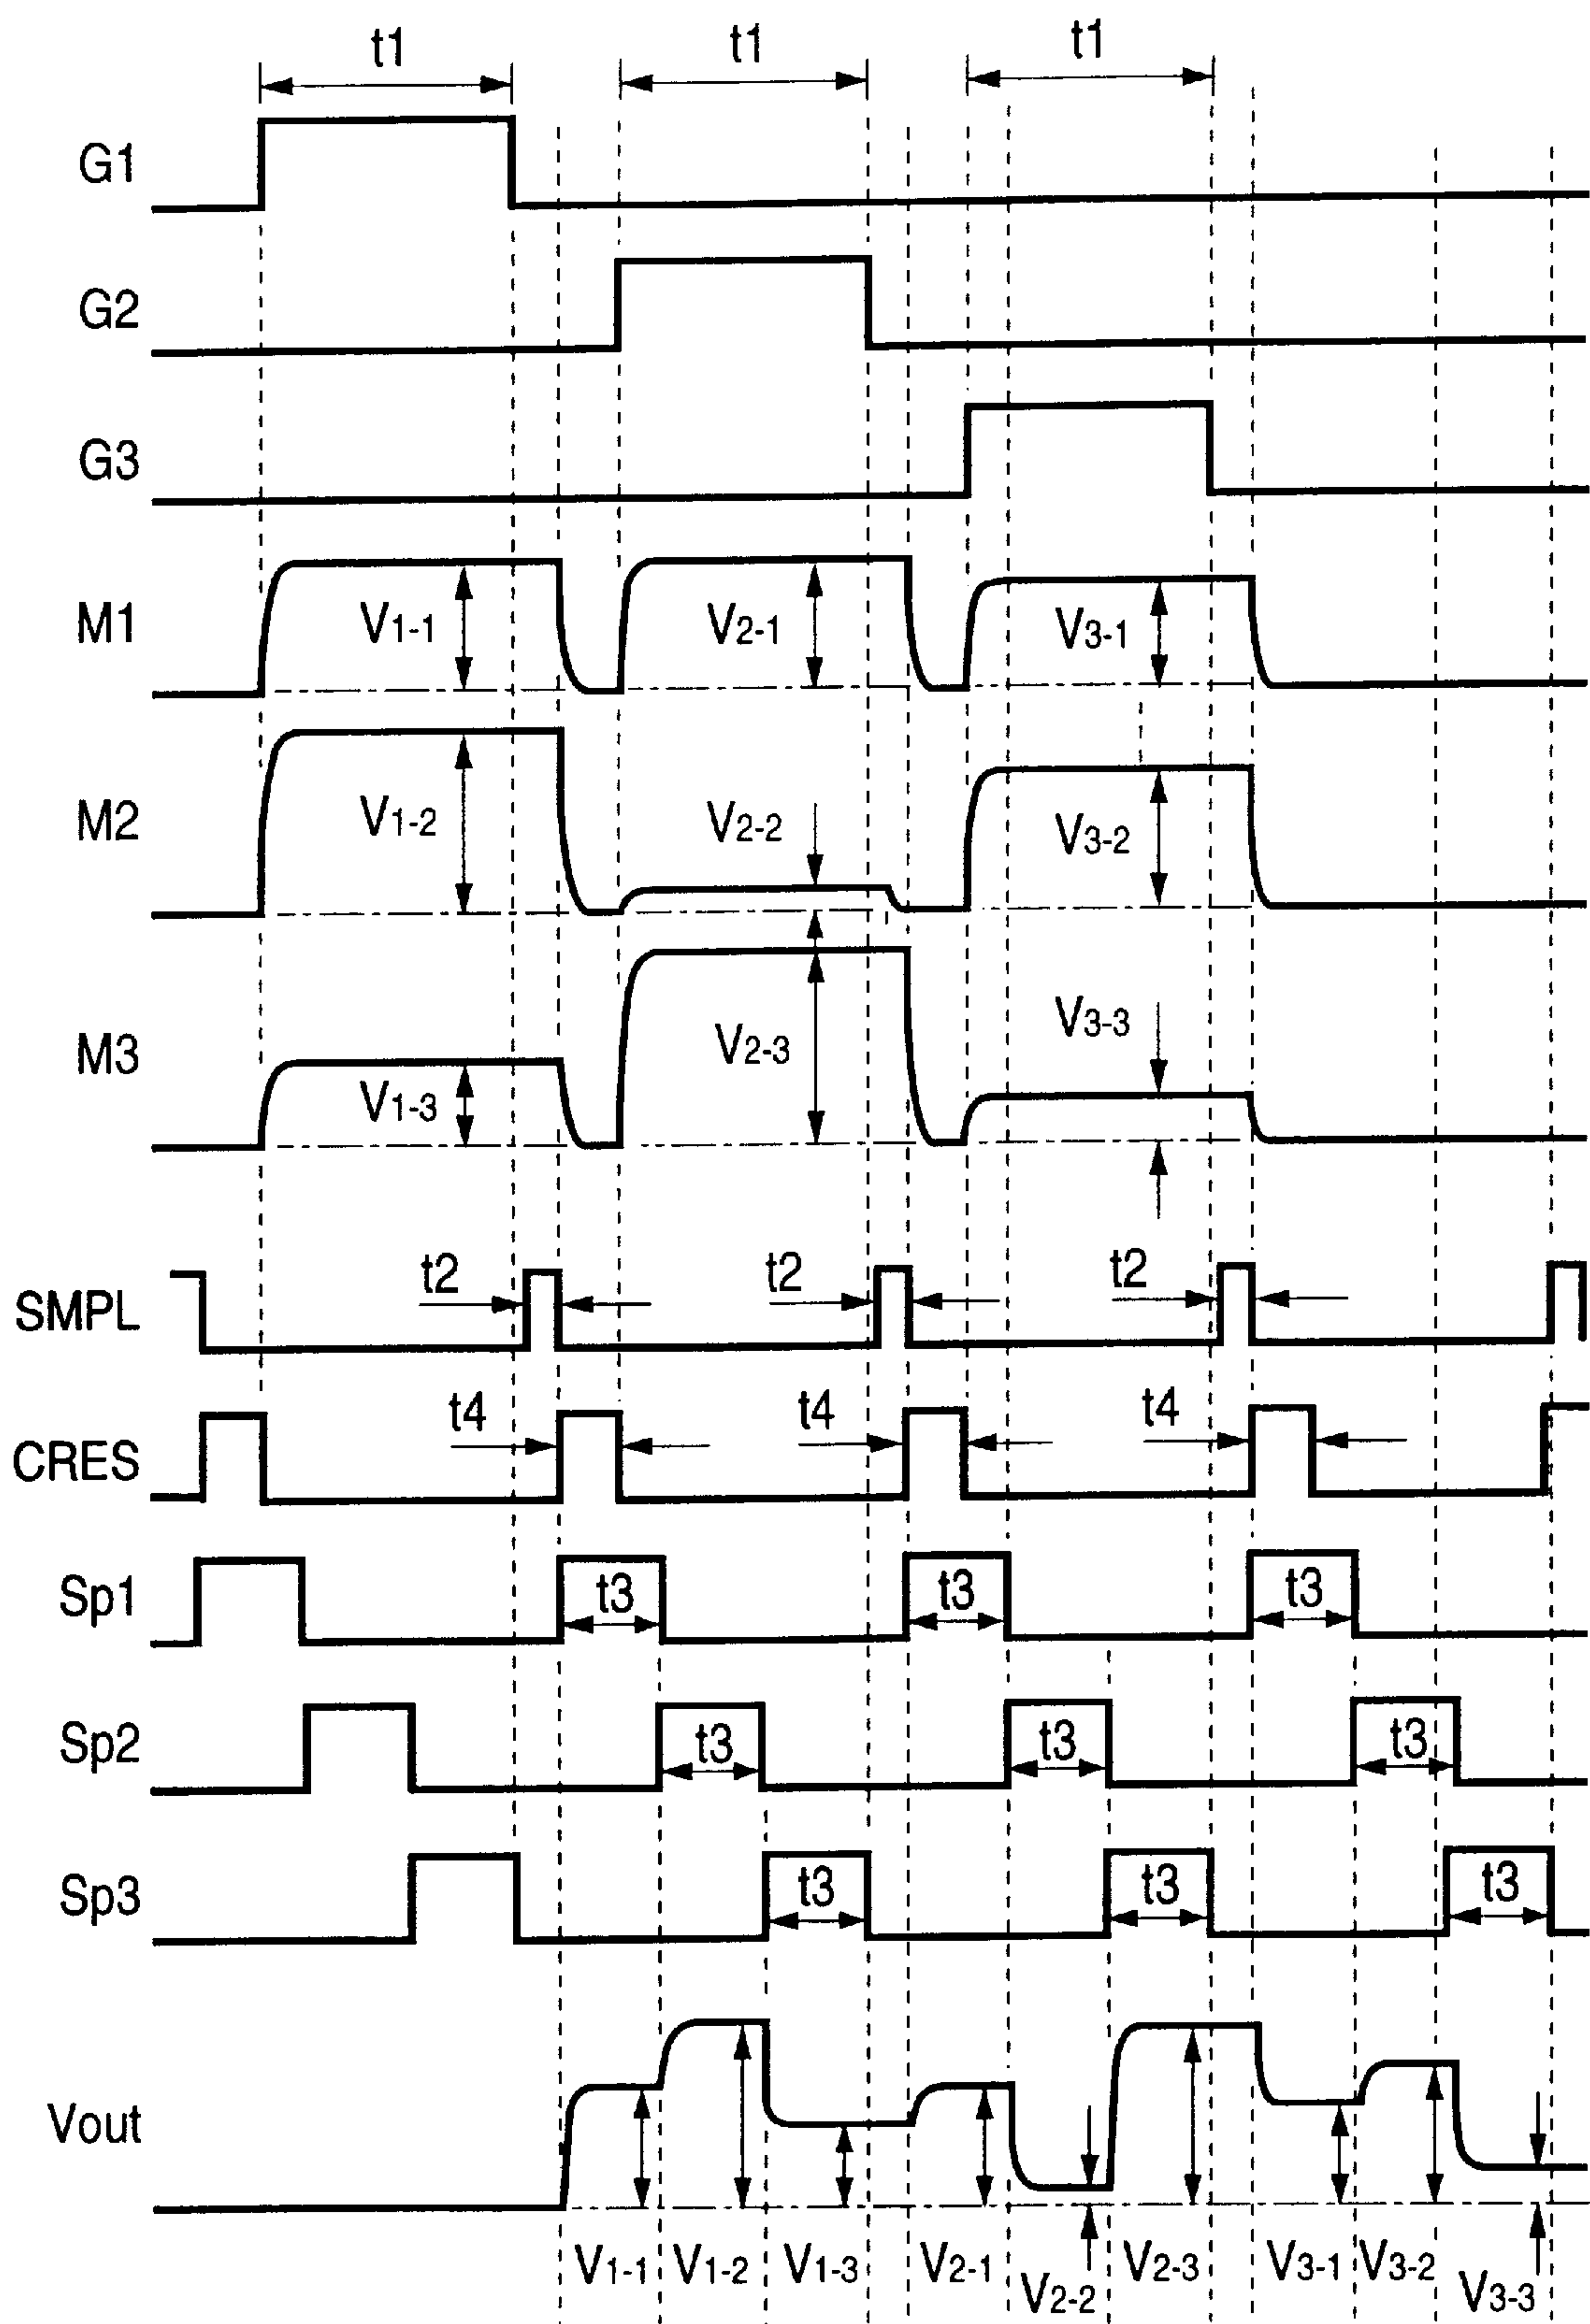 t1 t1 t1
G1
G2
G3
M1 V1-1 V2-1 V3-1
M2 V1-2 V2-2 V3-2
M3 V1-3 V2-3 V3-3
SMPL t2 t2 t2
CRES t4 t4 t4
Sp1 t3 t3 t3
Sp2 t3 t3 t3
Sp3 t3 t3 t3
Vout
V1-1 V1-2 V1-3 V2-1 V2-2 V2-3 V3-1 V3-2 V3-3